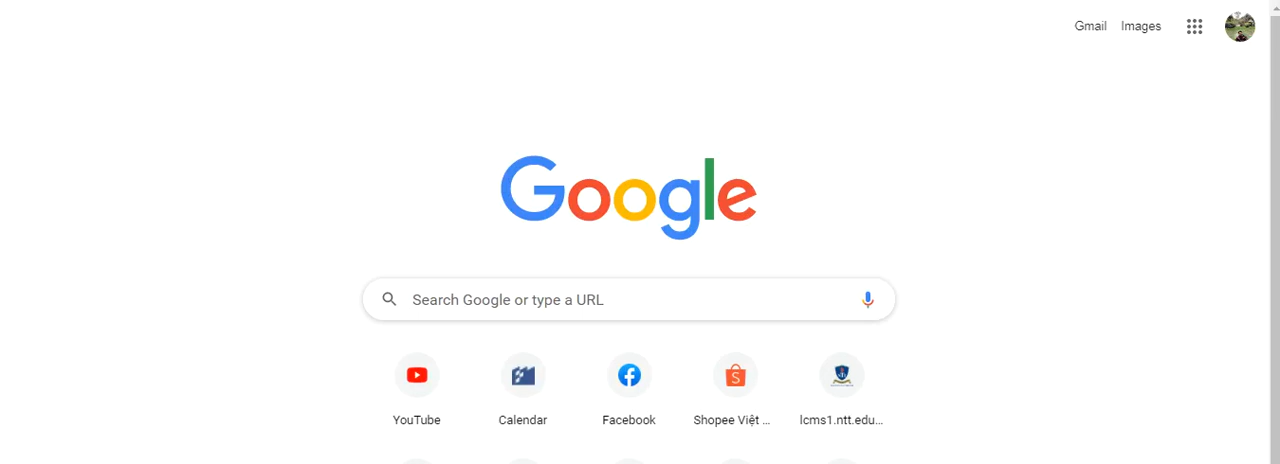 Gmail Images
Google
Search Google or type a URL
YouTube Calendar Facebook Shopee Việt ... lcms1.ntt.edu...